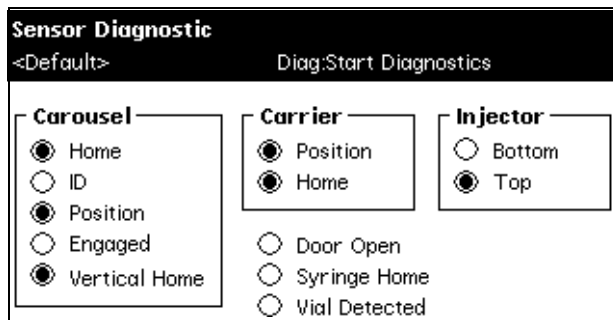 Sensor Diagnostic
<Default> Diag:Start Diagnostics
Carousel
Home
ID
Position
Engaged
Vertical Home
Carrier
Position
Home
Injector
Bottom
Top
Door Open
Syringe Home
Vial Detected